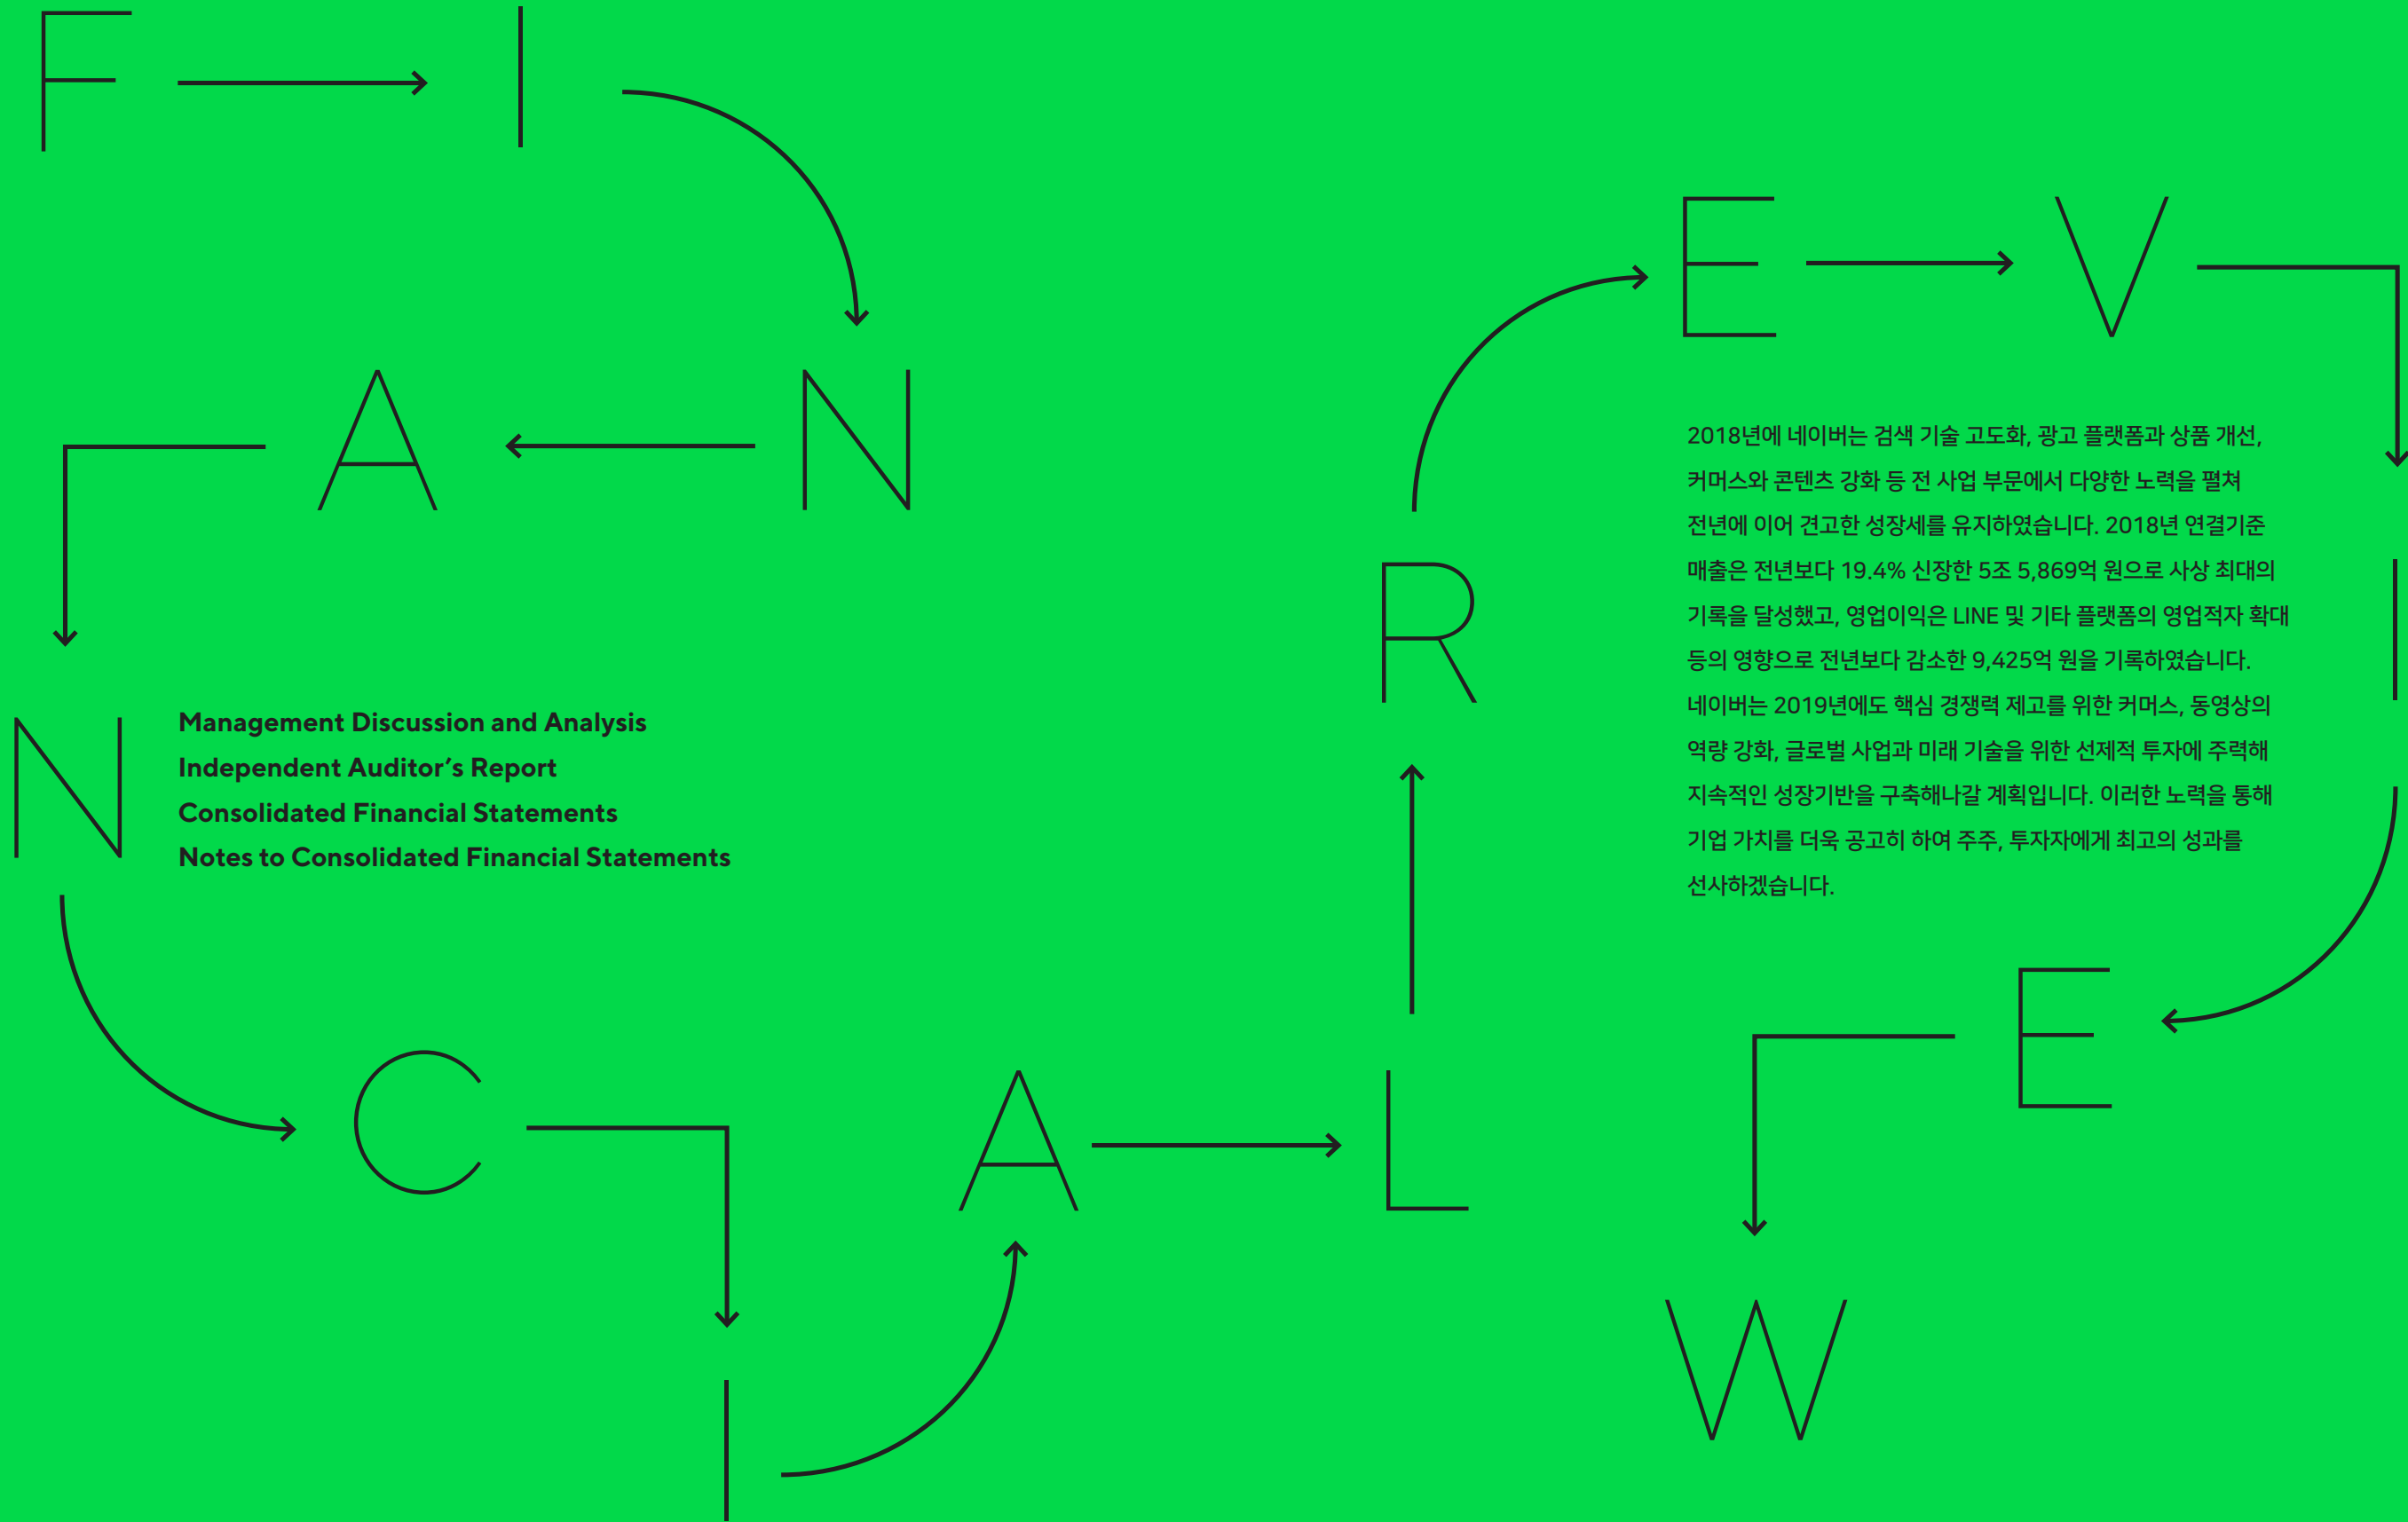 FINANCIAL REVIEW
Management Discussion and Analysis
Independent Auditor’s Report
Consolidated Financial Statements
Notes to Consolidated Financial Statements
2018년에 네이버는 검색 기술 고도화, 광고 플랫폼과 상품 개선,
커머스와 콘텐츠 강화 등 전 사업 부문에서 다양한 노력을 펼쳐
전년에 이어 견고한 성장세를 유지하였습니다. 2018년 연결기준
매출은 전년보다 19.4% 신장한 5조 5,869억 원으로 사상 최대의
기록을 달성했고, 영업이익은 LINE 및 기타 플랫폼의 영업적자 확대
등의 영향으로 전년보다 감소한 9,425억 원을 기록하였습니다.
네이버는 2019년에도 핵심 경쟁력 제고를 위한 커머스, 동영상의
역량 강화, 글로벌 사업과 미래 기술을 위한 선제적 투자에 주력해
지속적인 성장기반을 구축해나갈 계획입니다. 이러한 노력을 통해
기업 가치를 더욱 공고히 하여 주주, 투자자에게 최고의 성과를
선사하겠습니다.